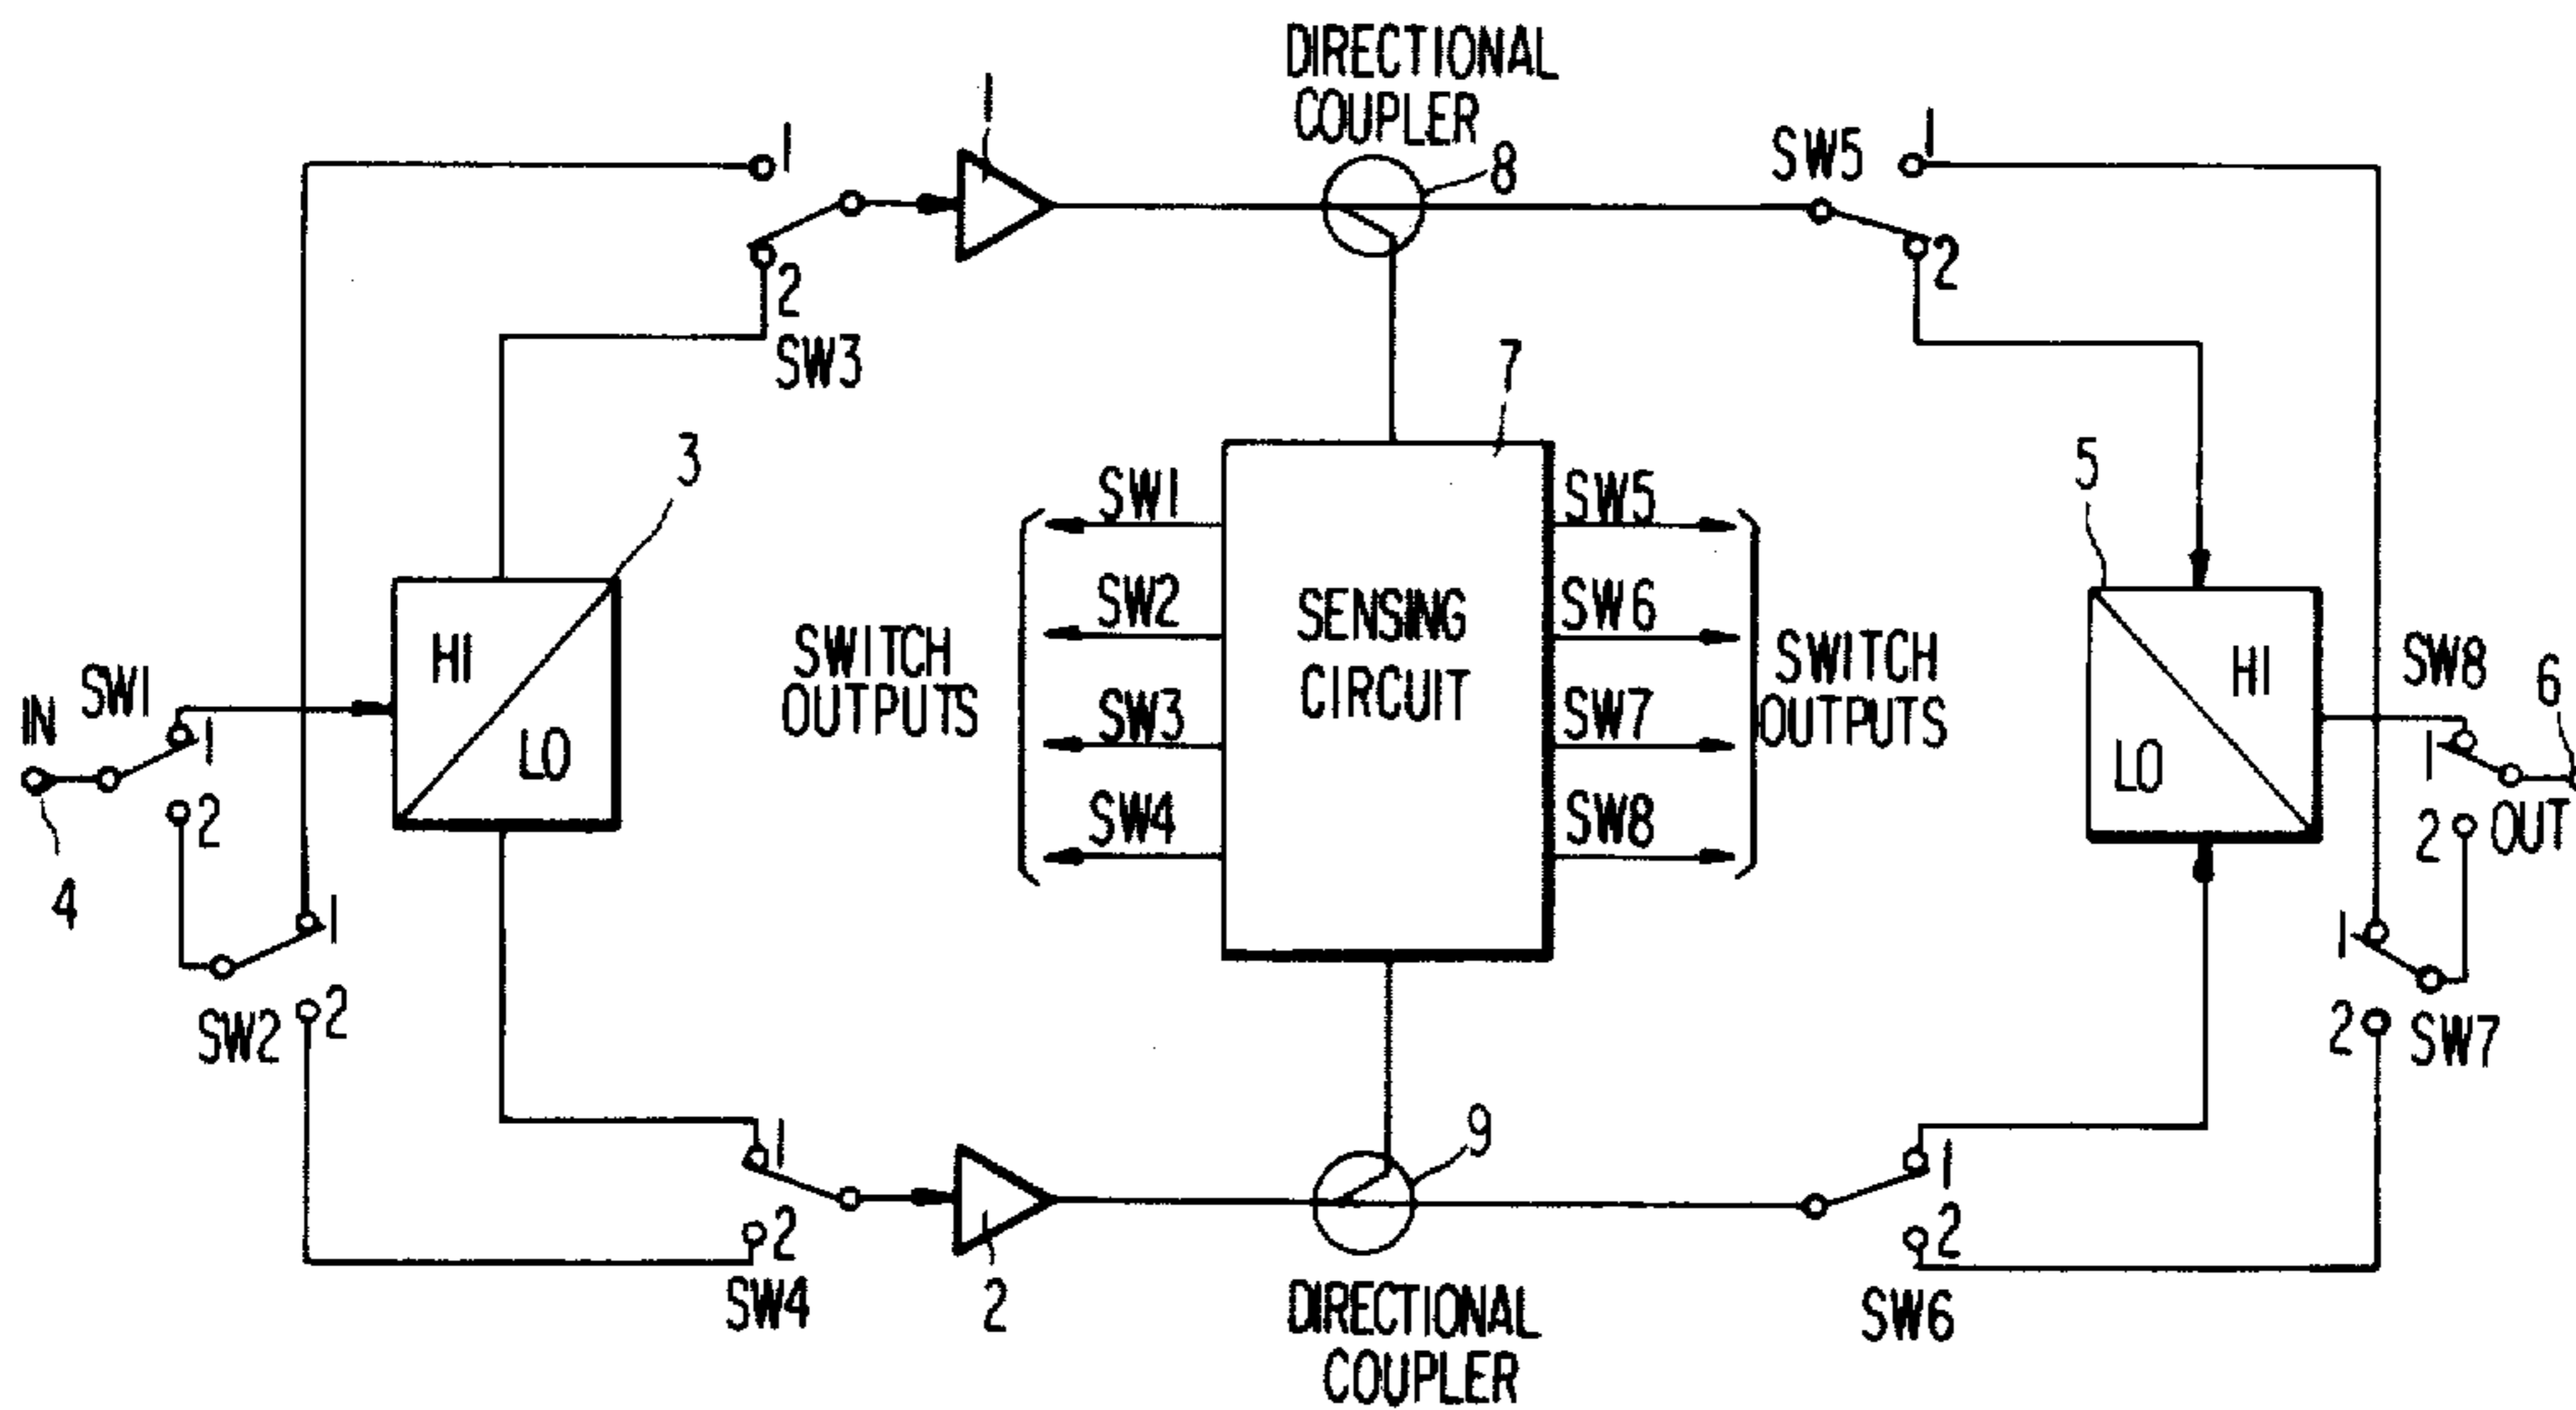 DIRECTIONAL
COUPLER
8
1
1
2
SW3
SW5
1
2
3
7
5
SW1
SW2
SW3
SW4
SWITCH
OUTPUTS
SENSING
CIRCUIT
SW5
SW6
SW7
SW8
SWITCH
OUTPUTS
HI
LO
HI
LO
IN
SW1
1
2
4
SW2
1
2
SW8
1
2
6
OUT
1
2
SW7
1
2
SW4
2
9
DIRECTIONAL
COUPLER
1
2
SW6